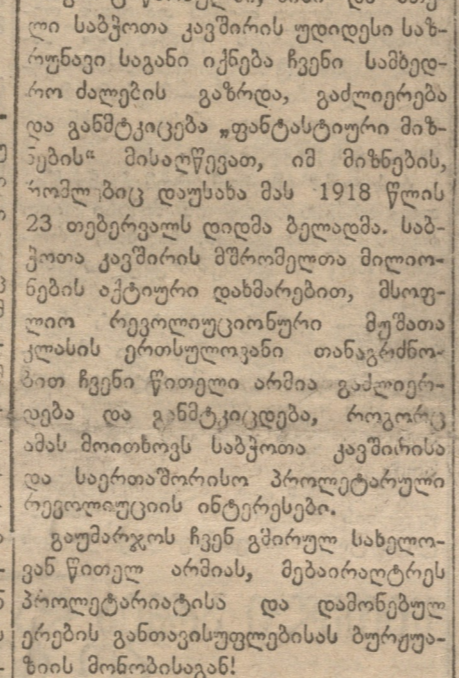 ლი საბჭოთა კავშირის უდიდესი საზ-
რუნავი საგანი იქნება ჩვენი სამხედ-
რო ძალების გაზრდა, გაძლიერება
და განმტკიცება „ფანტასტიური მიზ-
ნების“ მისაღწევათ, იმ მიზნების,
რომლებიც დაუსახა მას 1918 წლის
23 თებერვალს დიდმა ბელადმა. საბ-
ჭოთა კავშირის მშრომელთა მილიო-
ნების აქტიური დახმარებით, მსოფ-
ლიო რევოლიუციონური მუშათა
კლასის ერთსულოვანი თანაგრძნო-
ბით ჩვენი წითელი არმია გაძლიერ-
დება და განმტკიცდება, როგორც
ამას მოითხოვს საბჭოთა კავშირისა
და საერთაშორისო პროლეტარული
რევოლიუციის ინტერესები.
გაუმარჯოს ჩვენ გმირულ სახელო-
ვან წითელ არმიას, მებაირაღტრეს
პროლეტარიატისა და დამონებულ
ერების განთავისუფლებისას ბურჟუა-
ზიის მონობისაგან!